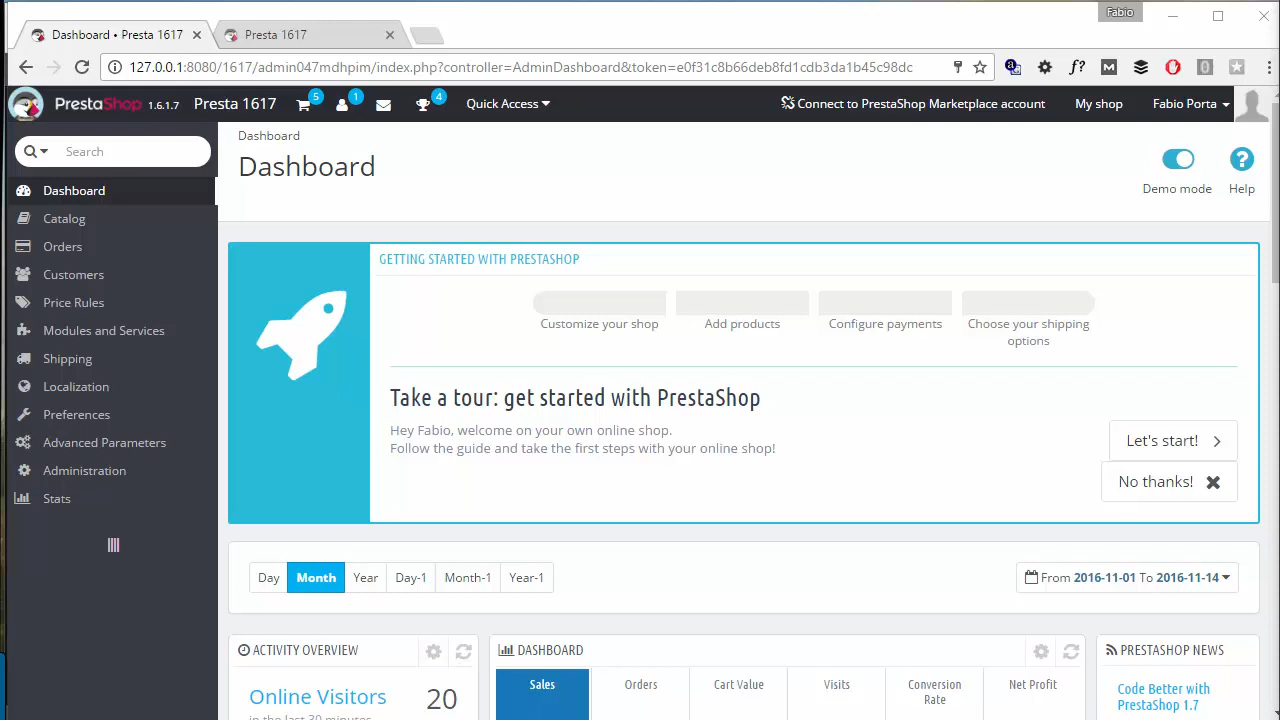 Fabio
Dashboard • Presta 1617
Presta 1617
127.0.0.1:8080/1617/admin047mdhpim/index.php?controller=AdminDashboard&token=e0f31c8b66deb8fd1cdb3da1b45c98dc
PrestaShop 1.6.1.7 Presta 1617 5 1 4 Quick Access Connect to PrestaShop Marketplace account My shop Fabio Porta
Search
Dashboard
Catalog
Orders
Customers
Price Rules
Modules and Services
Shipping
Localization
Preferences
Advanced Parameters
Administration
Stats
Dashboard
Dashboard
Demo mode
Help
GETTING STARTED WITH PRESTASHOP
Customize your shop
Add products
Configure payments
Choose your shipping
options
Take a tour: get started with PrestaShop
Hey Fabio, welcome on your own online shop.
Follow the guide and take the first steps with your online shop!
Let's start!
No thanks!
Day Month Year Day-1 Month-1 Year-1
From 2016-11-01 To 2016-11-14
ACTIVITY OVERVIEW
Online Visitors 20
in the last 30 minutes
DASHBOARD
Sales
Orders
Cart Value
Visits
Conversion
Rate
Net Profit
PRESTASHOP NEWS
Code Better with
PrestaShop 1.7